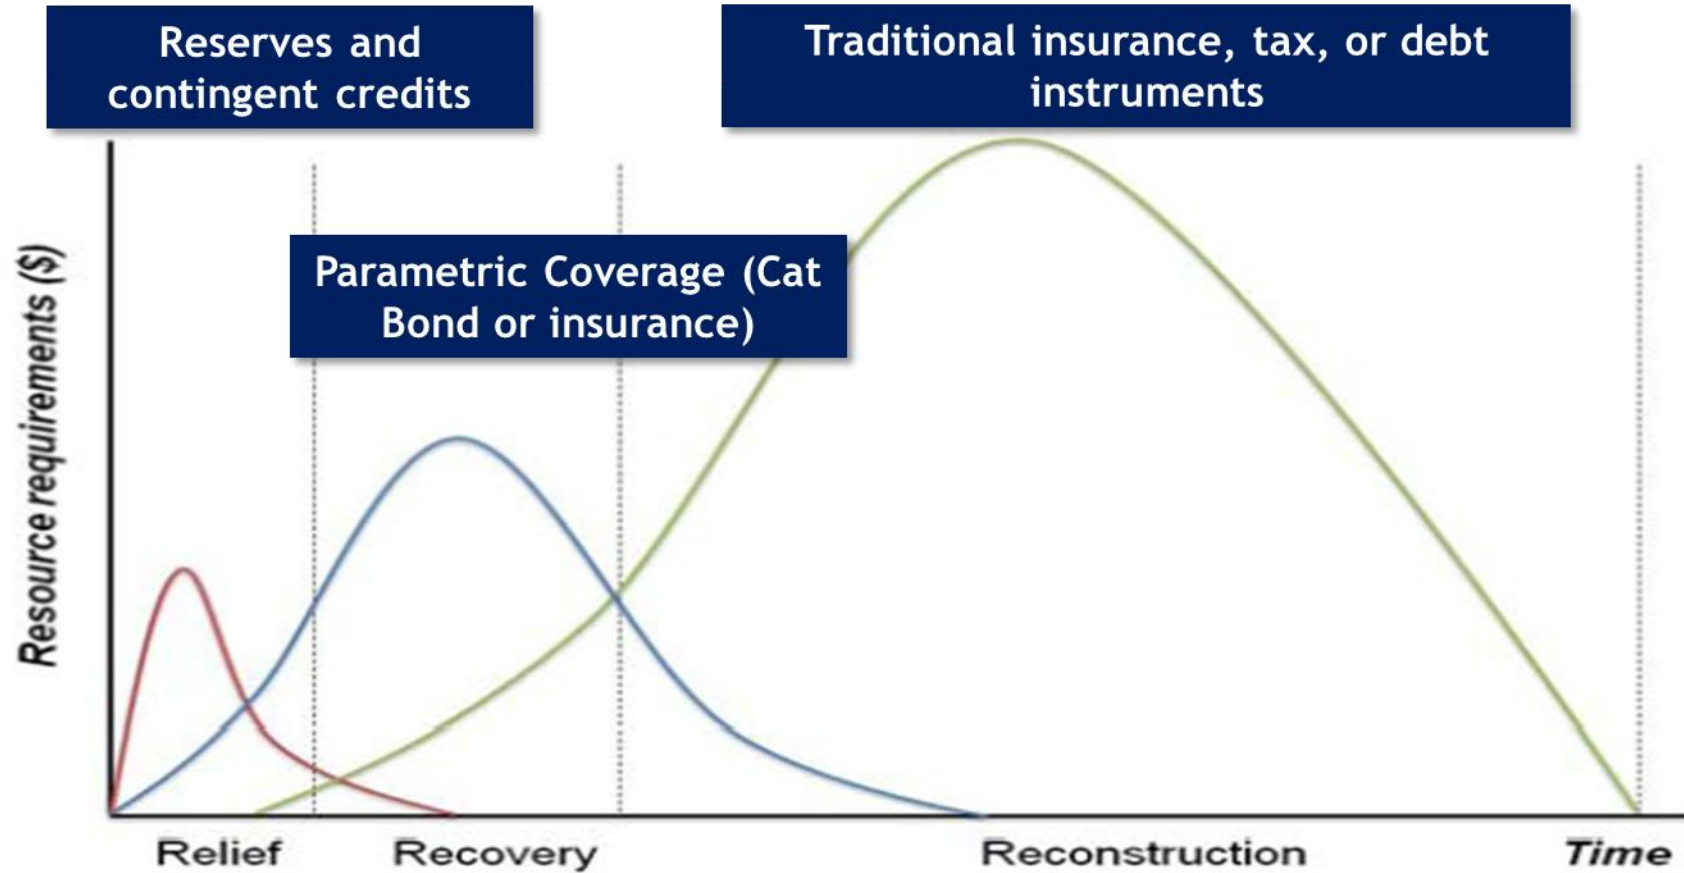 Reserves and
contingent credits
Traditional insurance, tax, or debt
instruments
Parametric Coverage (Cat
Bond or insurance)
Resource requirements ($)
Relief
Recovery
Reconstruction
Time